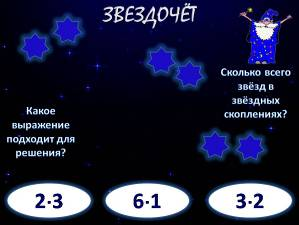 ЗВЕЗДОЧЁТ
Сколько всего
звёзд в
звёздных
скоплениях?
Какое
выражение
подходит для
решения?
2·3
6·1
3·2